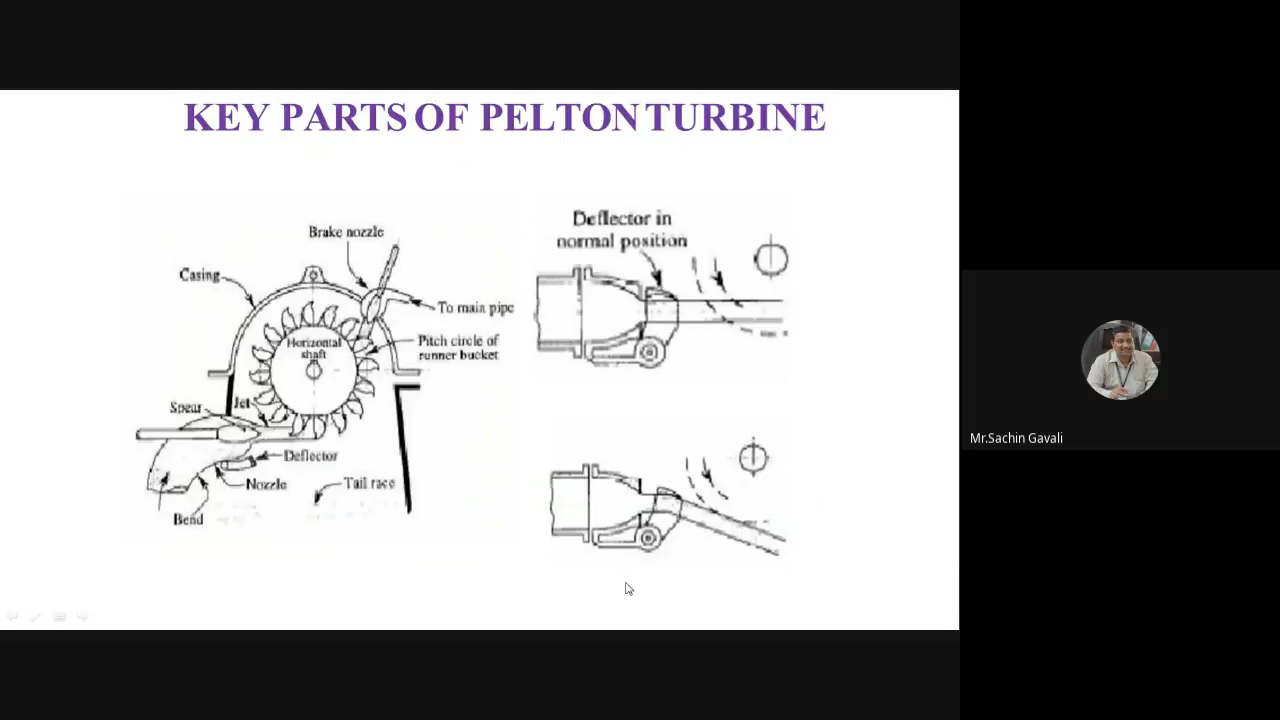 KEY PARTS OF PELTON TURBINE
Brake nozzle
Casing
To main pipe
Horizontal
shaft
Pitch circle of
runner bucket
Spear
Jet
Deflector
Nozzle
Tail race
Bend
Deflector in
normal position
Mr.Sachin Gavali